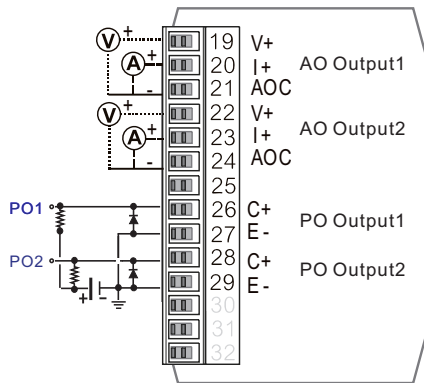 19 V+
V +
20 I+ AO Output1
A +
21 AOC
-
22 V+
V +
23 I+ AO Output2
A +
24 AOC
-
25
PO1 26 C+ PO Output1
27 E-
PO2 28 C+ PO Output2
29 E-
+ -
30
31
32